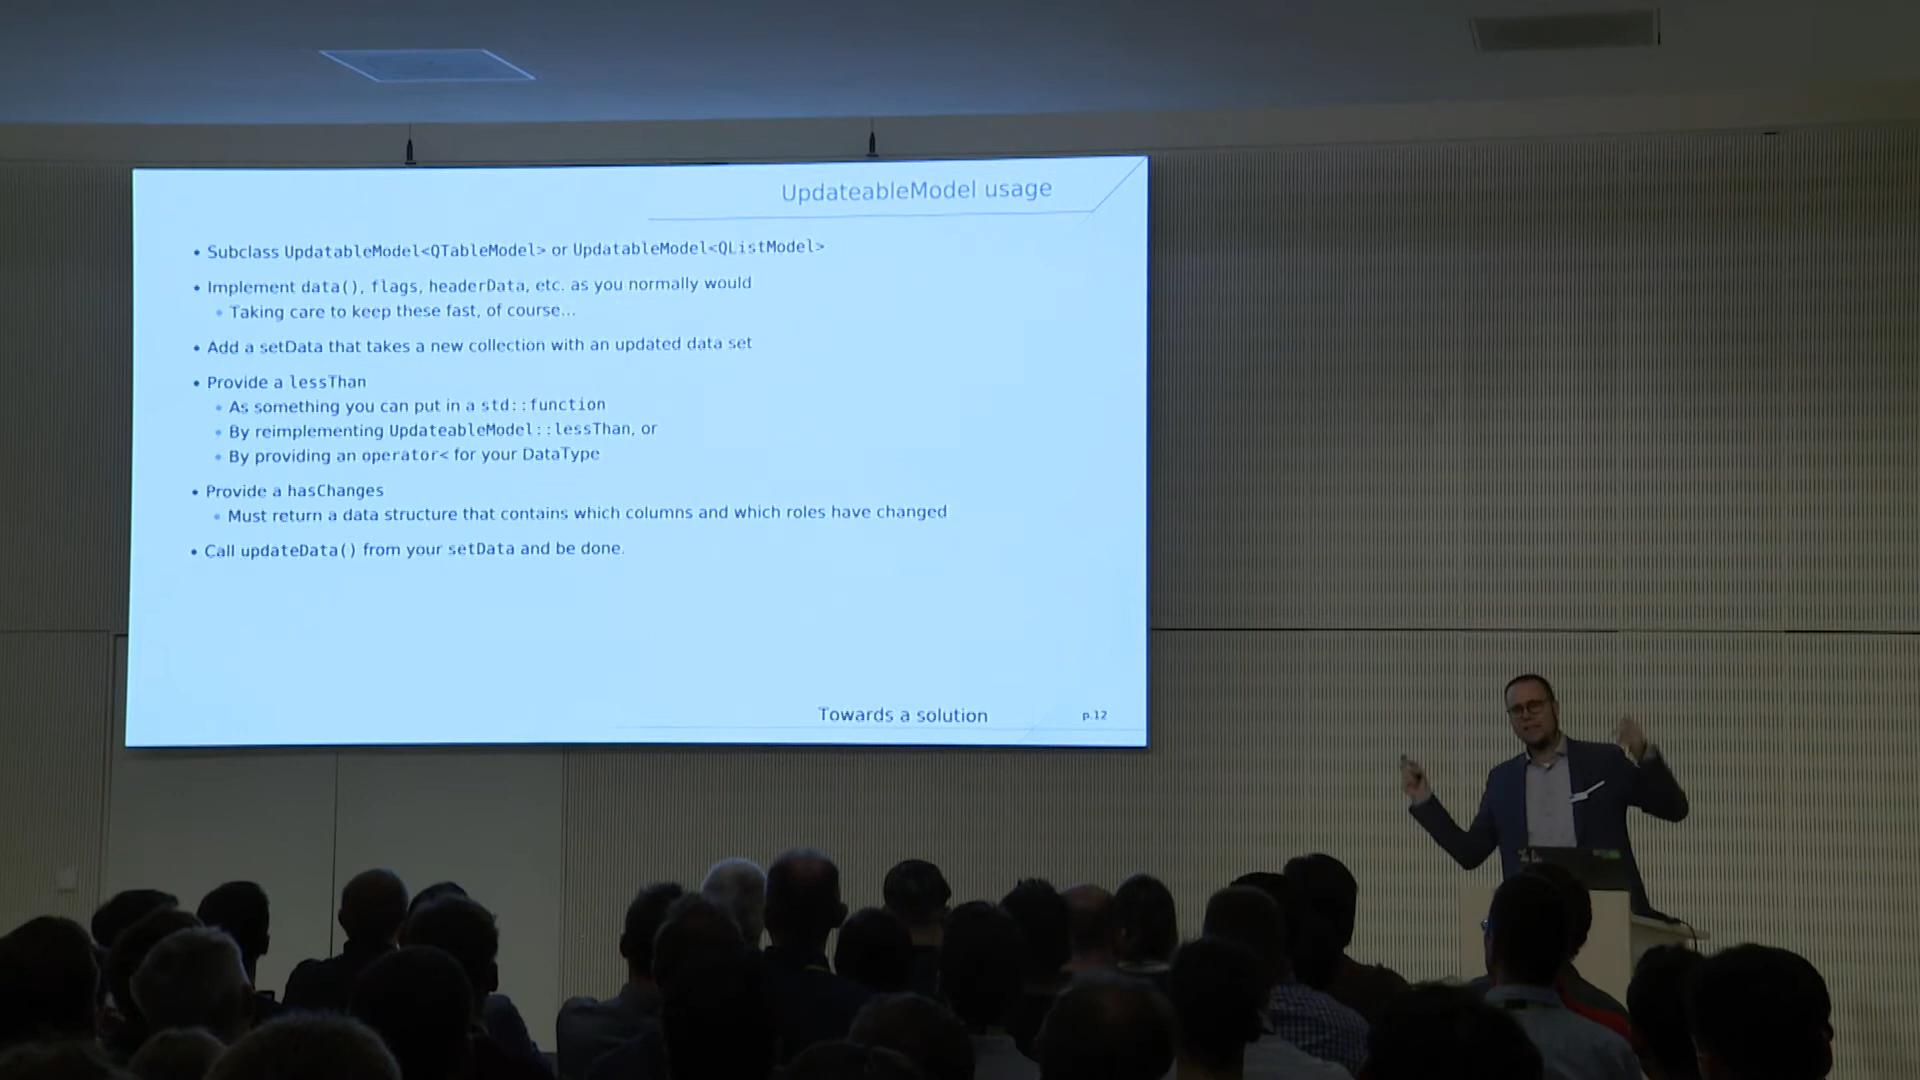 UpdateableModel usage
• Subclass UpdatableModel<QTableModel> or UpdatableModel<QListModel>
• Implement data(), flags, headerData, etc. as you normally would
• Taking care to keep these fast, of course...
• Add a setData that takes a new collection with an updated data set
• Provide a lessThan
• As something you can put in a std::function
• By reimplementing UpdateableModel::lessThan, or
• By providing an operator< for your DataType
• Provide a hasChanges
• Must return a data structure that contains which columns and which roles have changed
• Call updateData() from your setData and be done.
Towards a solution
p.12